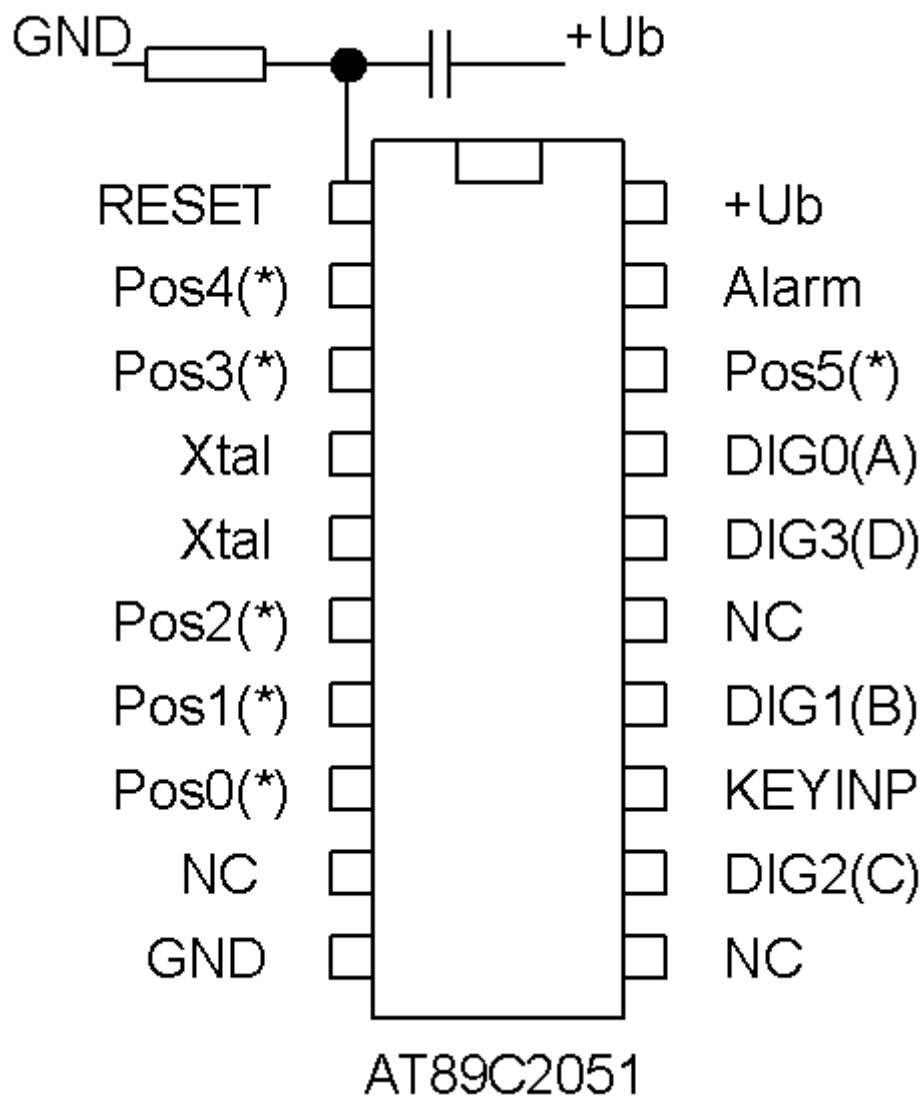 GND +Ub
RESET +Ub
Pos4(*) Alarm
Pos3(*) Pos5(*)
Xtal DIG0(A)
Xtal DIG3(D)
Pos2(*) NC
Pos1(*) DIG1(B)
Pos0(*) KEYINP
NC DIG2(C)
GND NC
AT89C2051